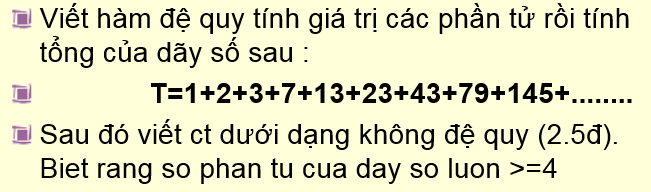 Viết hàm đệ quy tính giá trị các phần tử rồi tính
tổng của dãy số sau :
T=1+2+3+7+13+23+43+79+145+........
Sau đó viết ct dưới dạng không đệ quy (2.5đ).
Biet rang so phan tu cua day so luon >=4